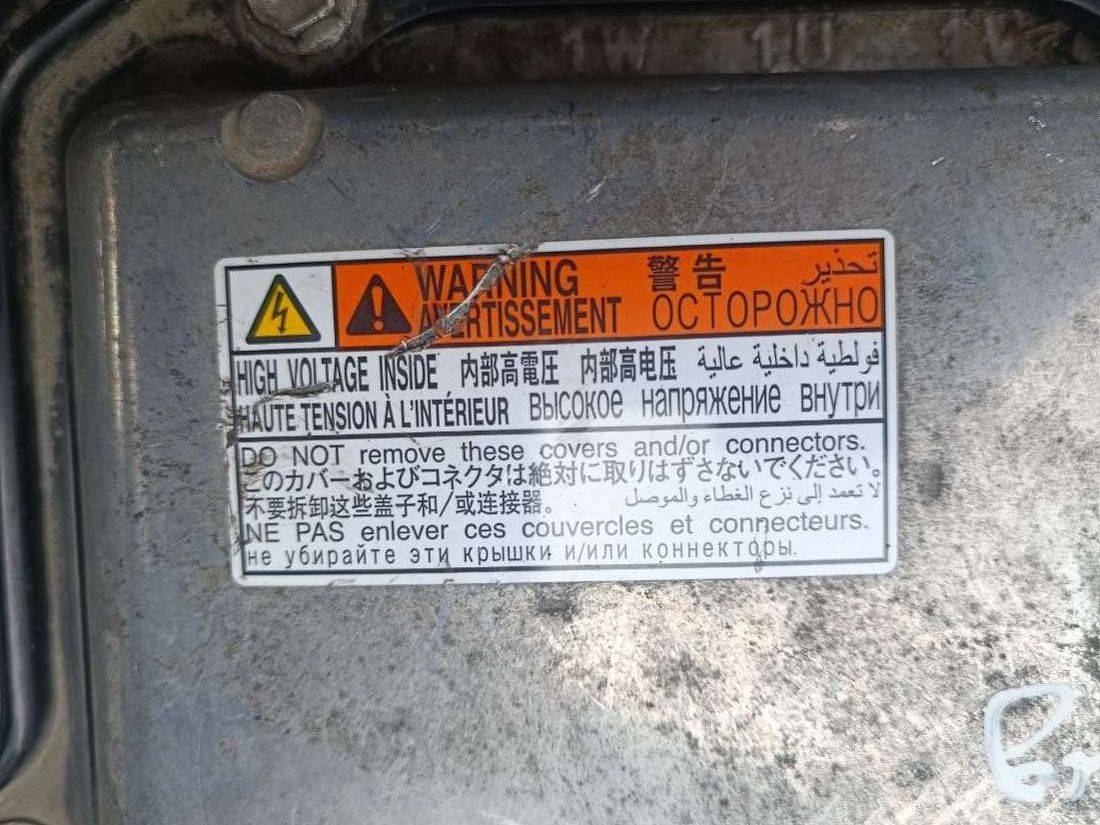 1W 1U
WARNING 警告 تحذير
AVERTISSEMENT ОСТОРОЖНО
HIGH VOLTAGE INSIDE 内部高電圧 内部高电压 فولطية داخلية عالية
HAUTE TENSION À L'INTÉRIEUR высокое напряжение внутри
DO NOT remove these covers and/or connectors.
このカバーおよびコネクタは絶対に取りはずさないでください。
不要拆卸这些盖子和/或连接器。 لا تعمد إلى نزع الغطاء والموصل
NE PAS enlever ces couvercles et connecteurs.
не убирайте эти крышки и/или коннекторы.